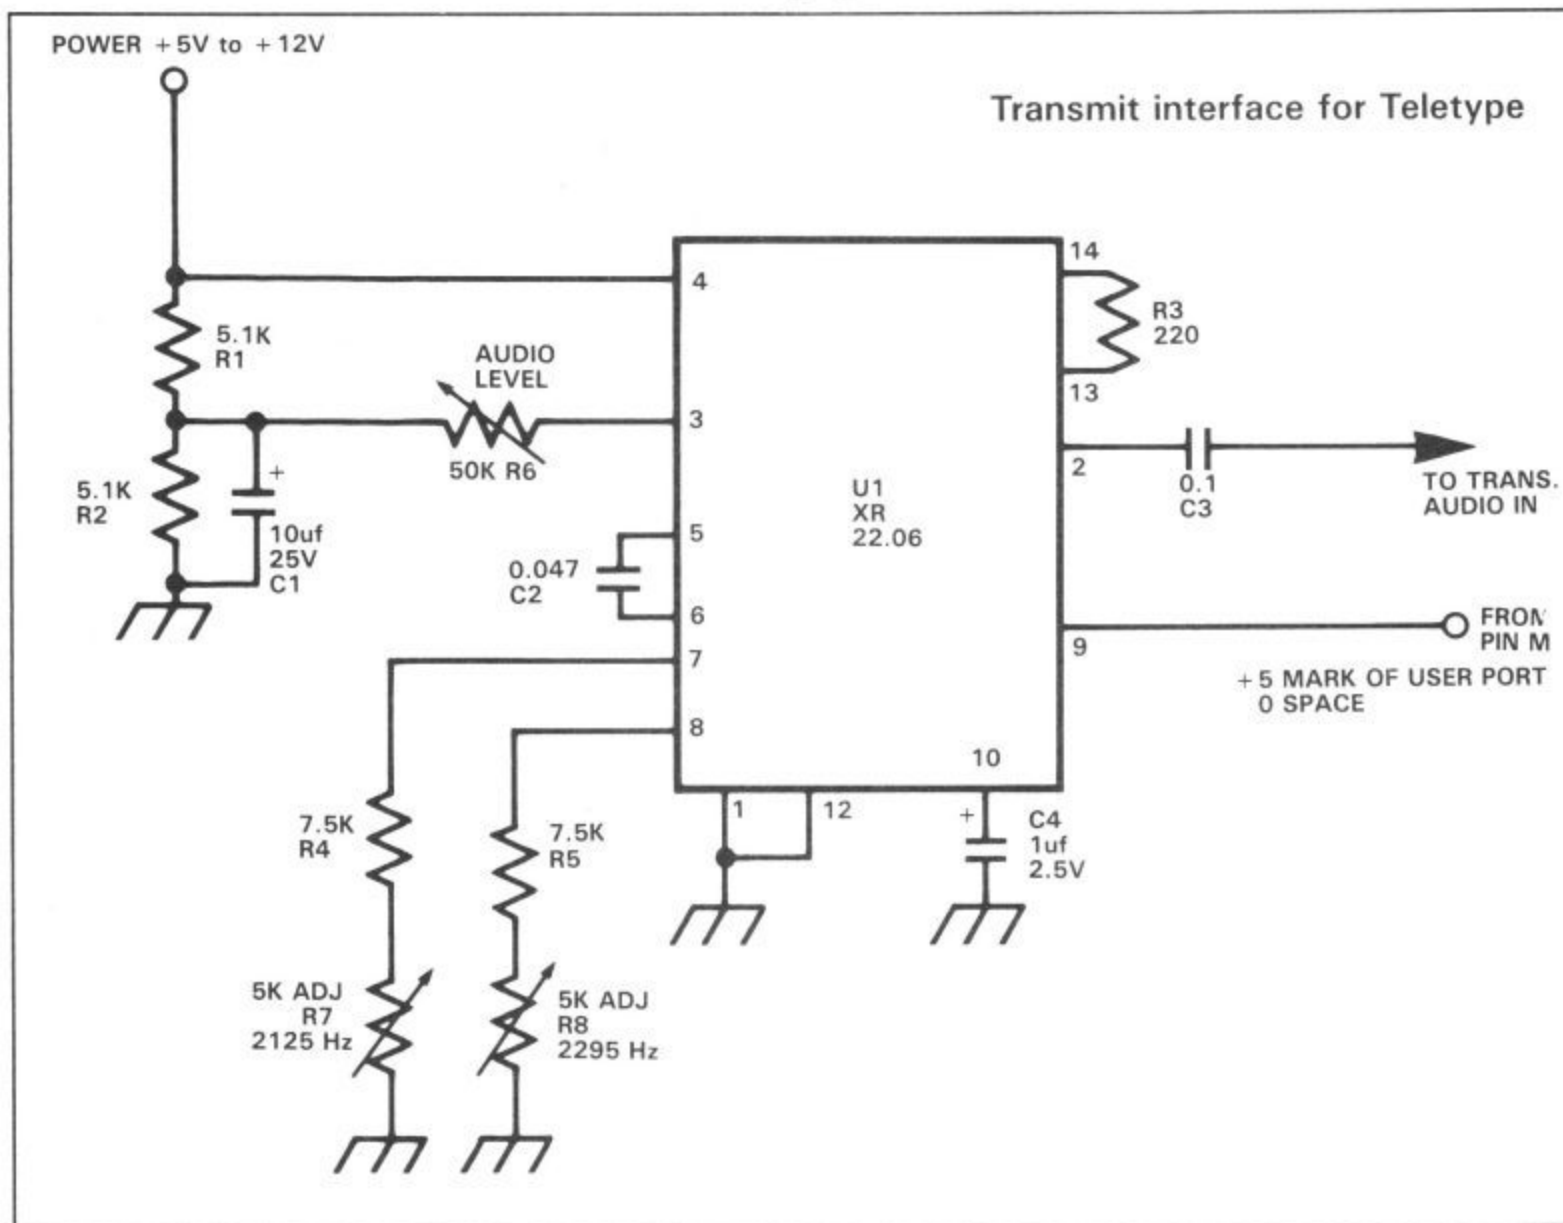 POWER +5V to +12V
Transmit interface for Teletype
4
14
5.1K
R1
R3
220
AUDIO
LEVEL
13
3
50K R6
2
5.1K
R2
10uf
25V
C1
0.1
C3
TO TRANS.
AUDIO IN
U1
XR
22.06
5
0.047
C2
6
7
9
FROM
PIN M
+5 MARK OF USER PORT
0 SPACE
8
10
1
12
+
C4
1uf
2.5V
+
7.5K
R4
7.5K
R5
5K ADJ
R7
2125 Hz
5K ADJ
R8
2295 Hz